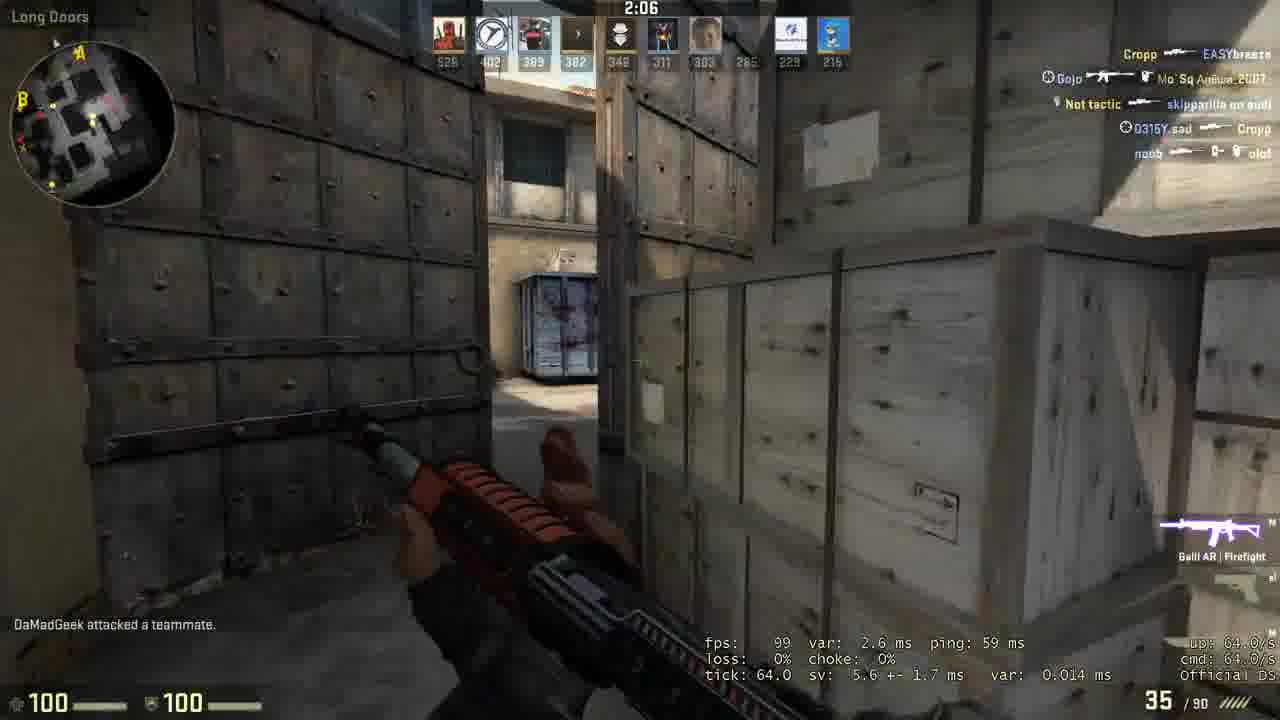 Long Doors
2:06
A
B
526 402 389 382 348 311 303 285 229 216
Cropp EASYbreeze
Gojo
Not tactic
D315Y.sad Cropp
noob olof
Galil AR | Firefight
DaMadGeek attacked a teammate.
fps: 99 var: 2.6 ms ping: 59 ms
loss: 0% choke: 0%
tick: 64.0 sv: 5.6 +- 1.7 ms var: 0.014 ms
up: 64.0/s
cmd: 64.0/s
Official DS
100 100
35 / 90